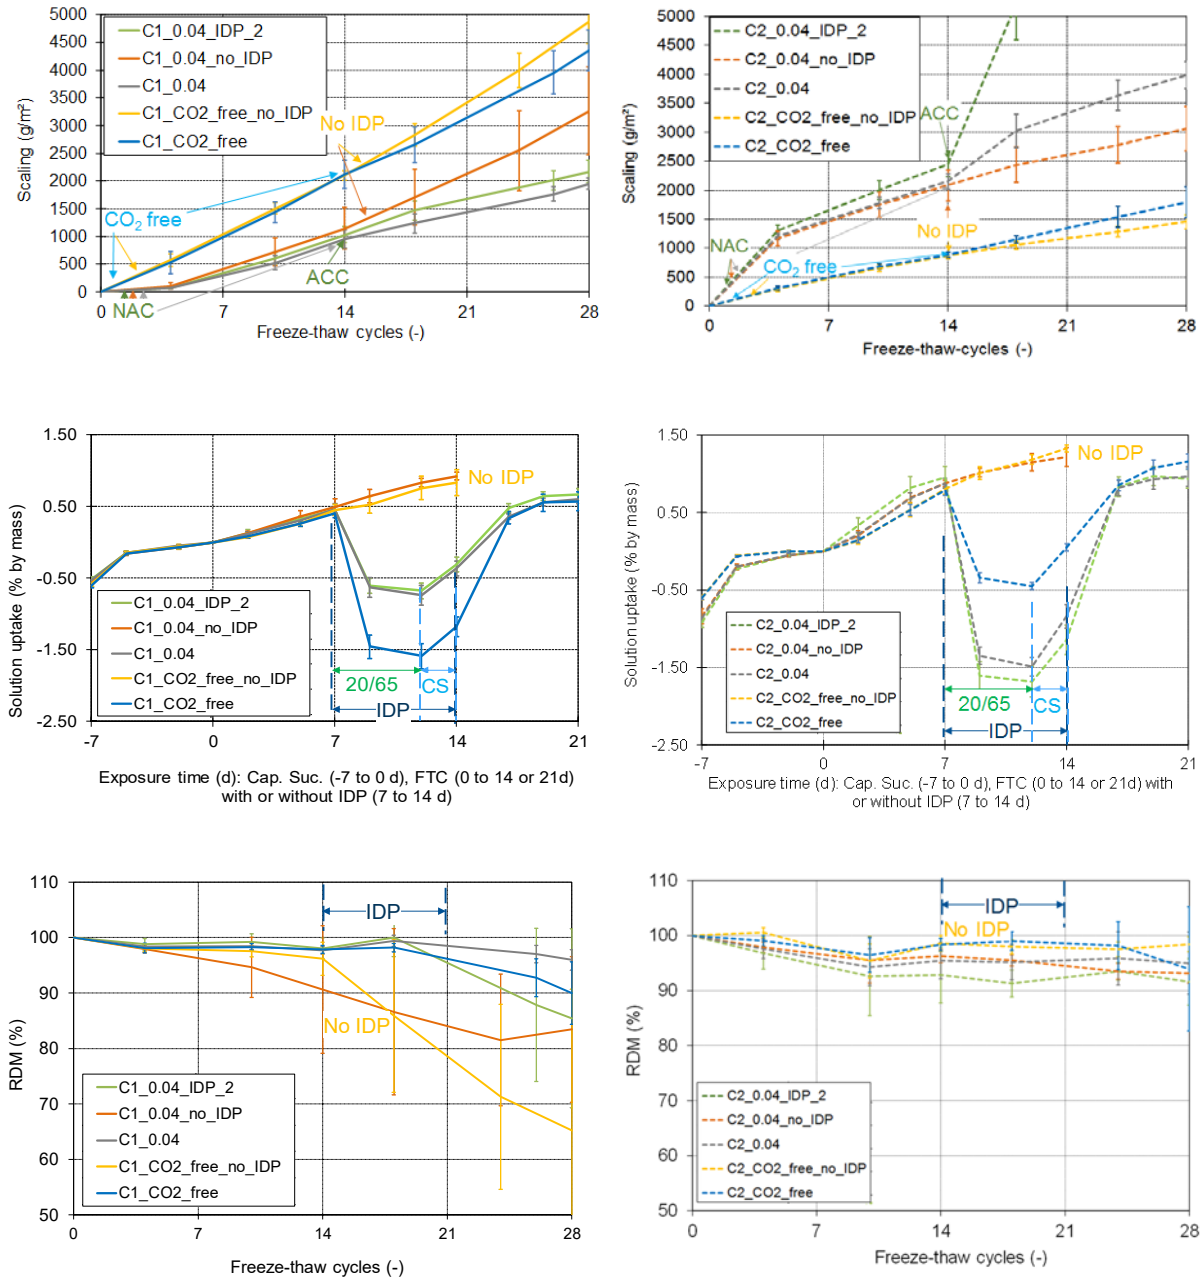 5000
4500
4000
3500
3000
2500
2000
1500
1000
500
0
Scaling (g/m²)
C1_0.04_IDP_2
C1_0.04_no_IDP
C1_0.04
C1_CO2_free_no_IDP
C1_CO2_free
No IDP
CO₂ free
ACC
NAC
0 7 14 21 28
Freeze-thaw cycles (-)
5000
4500
4000
3500
3000
2500
2000
1500
1000
500
0
Scaling (g/m²)
C2_0.04_IDP_2
C2_0.04_no_IDP
C2_0.04
C2_CO2_free_no_IDP
C2_CO2_free
ACC
NAC
No IDP
CO₂ free
0 7 14 21 28
Freeze-thaw-cycles (-)
1.50
0.50
-0.50
-1.50
-2.50
Solution uptake (% by mass)
No IDP
C1_0.04_IDP_2
C1_0.04_no_IDP
C1_0.04
C1_CO2_free_no_IDP
C1_CO2_free
20/65
CS
IDP
-7 0 7 14 21
Exposure time (d): Cap. Suc. (-7 to 0 d), FTC (0 to 14 or 21d)
with or without IDP (7 to 14 d)
1.50
0.50
-0.50
-1.50
-2.50
Solution uptake (% by mass)
No IDP
C2_0.04_IDP_2
C2_0.04_no_IDP
C2_0.04
C2_CO2_free_no_IDP
C2_CO2_free
20/65
CS
IDP
-7 0 7 14 21
Exposure time (d): Cap. Suc. (-7 to 0 d), FTC (0 to 14 or 21d) with
or without IDP (7 to 14 d)
110
100
90
80
70
60
50
RDM (%)
IDP
No IDP
C1_0.04_IDP_2
C1_0.04_no_IDP
C1_0.04
C1_CO2_free_no_IDP
C1_CO2_free
0 7 14 21 28
Freeze-thaw cycles (-)
110
100
90
80
70
60
50
RDM (%)
IDP
No IDP
C2_0.04_IDP_2
C2_0.04_no_IDP
C2_0.04
C2_CO2_free_no_IDP
C2_CO2_free
0 7 14 21 28
Freeze-thaw cycles (-)